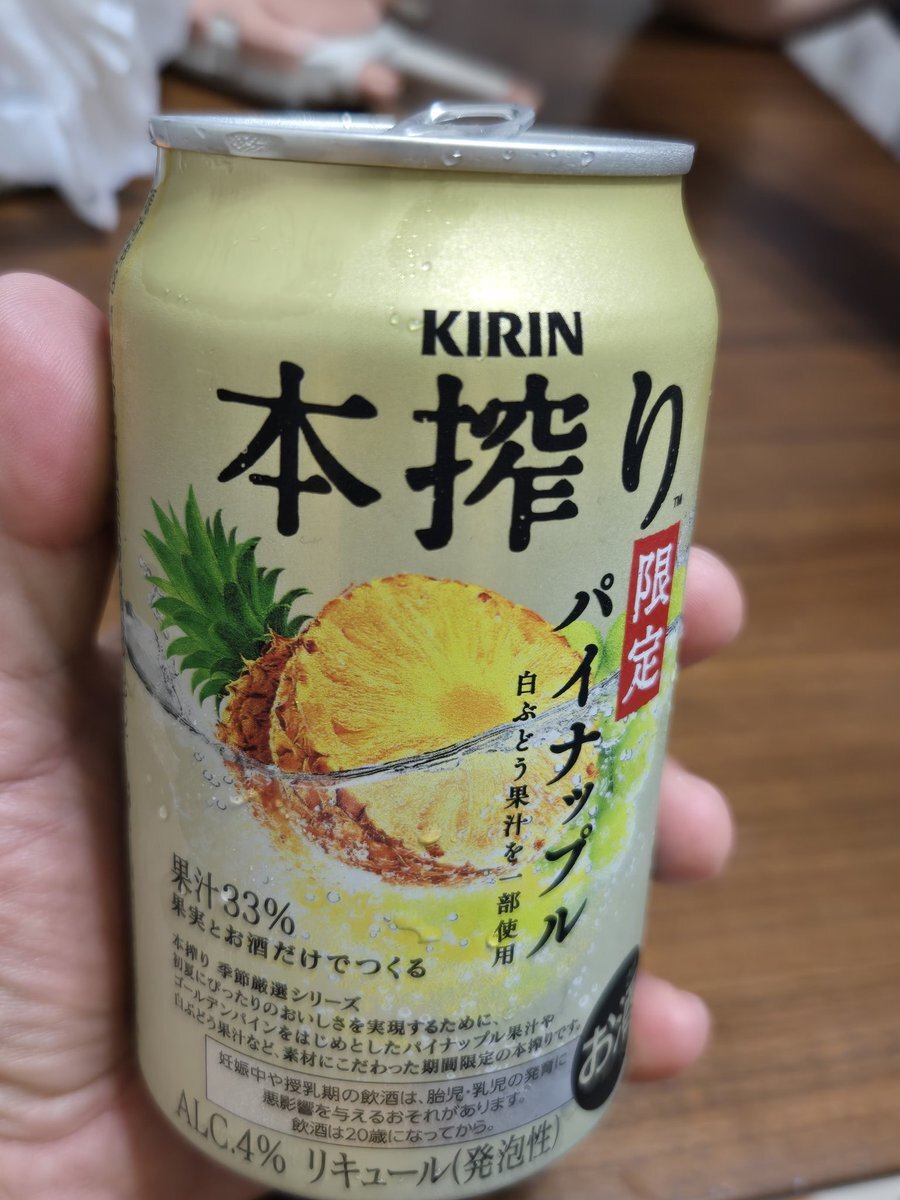 KIRIN
本搾り™
限定
パイナップル
白ぶどう果汁を一部使用
果汁33%
果実とお酒だけでつくる
本搾り 季節厳選シリーズ
初夏にぴったりのおいしさを実現するために、
ゴールデンパインをはじめとしたパイナップル果汁や
白ぶどう果汁など、素材にこだわった期間限定の本搾りです。
妊娠中や授乳期の飲酒は、胎児・乳児の発育に
悪影響を与えるおそれがあります。
飲酒は20歳になってから。
お酒
ALC.4% リキュール(発泡性)